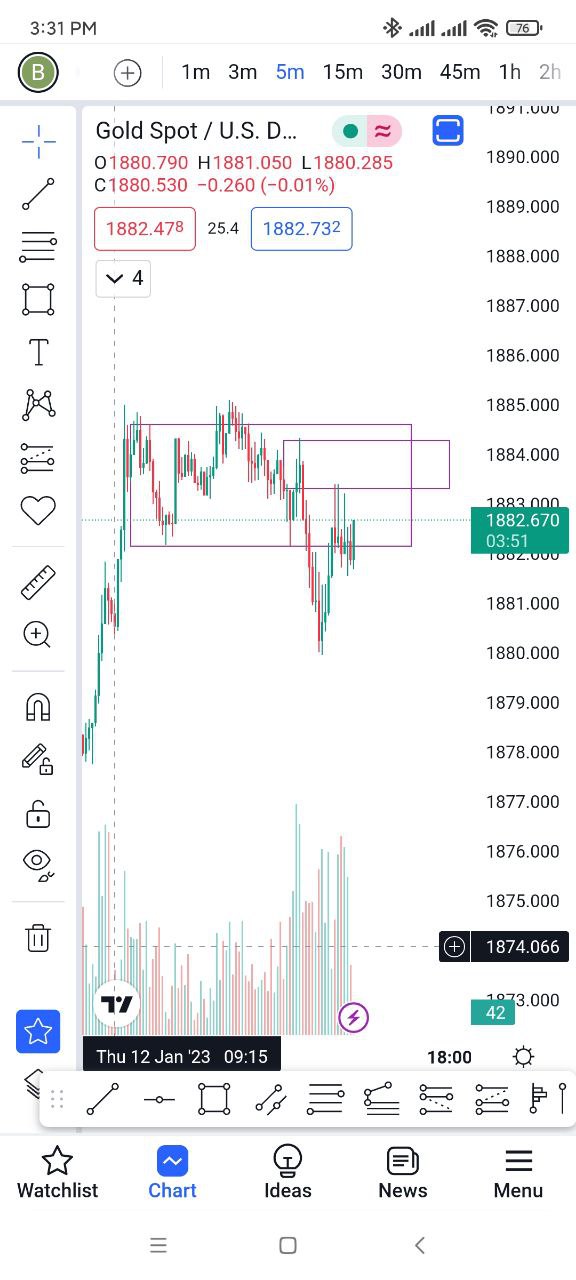 3:31 PM
76
B
1m 3m 5m 15m 30m 45m 1h 2h
Gold Spot / U.S. D...
O1880.790 H1881.050 L1880.285
C1880.530 −0.260 (−0.01%)
1882.478 25.4 1882.732
4
1891.000
1890.000
1889.000
1888.000
1887.000
1886.000
1885.000
1884.000
1883.000
1882.670
03:51
1882.000
1881.000
1880.000
1879.000
1878.000
1877.000
1876.000
1875.000
1874.066
1873.000
42
Thu 12 Jan '23 09:15
18:00
Watchlist Chart Ideas News Menu